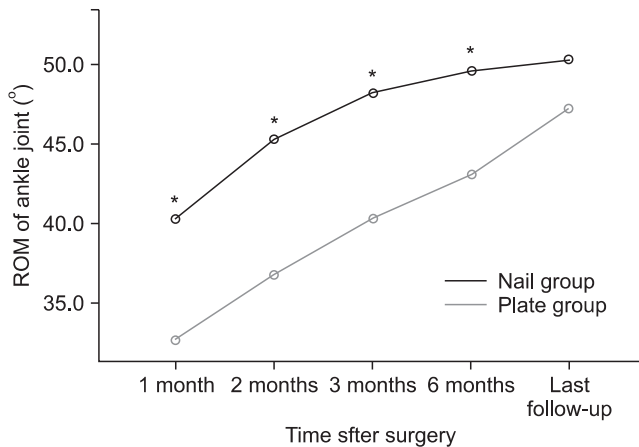 ROM of ankle joint (°)
50.0
45.0
40.0
35.0
*
*
*
*
Nail group
Plate group
1 month
2 months
3 months
6 months
Last
follow-up
Time sfter surgery